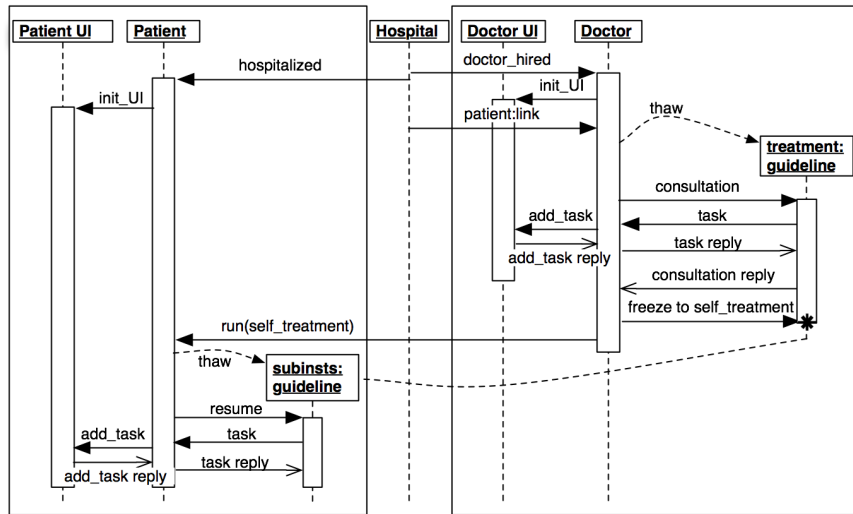 Patient UI
Patient
Hospital
Doctor UI
Doctor
hospitalized
doctor_hired
init_UI
init_UI
patient:link
thaw
treatment:
guideline
consultation
add_task
task
add_task reply
task reply
consultation reply
freeze to self_treatment
run(self_treatment)
thaw
subinsts:
guideline
resume
add_task
task
add_task reply
task reply